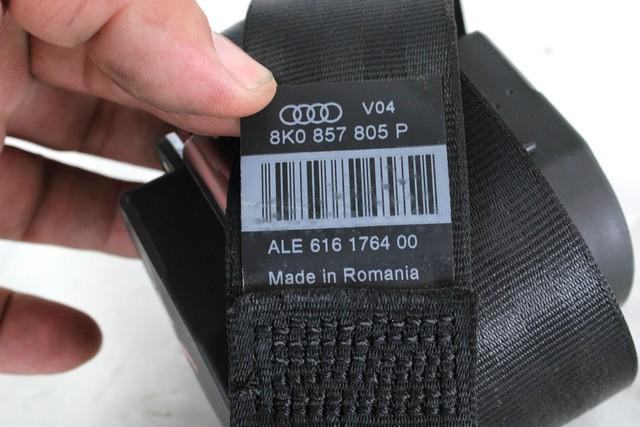 V04
8K0 857 805 P
ALE 616 1764 00
Made in Romania